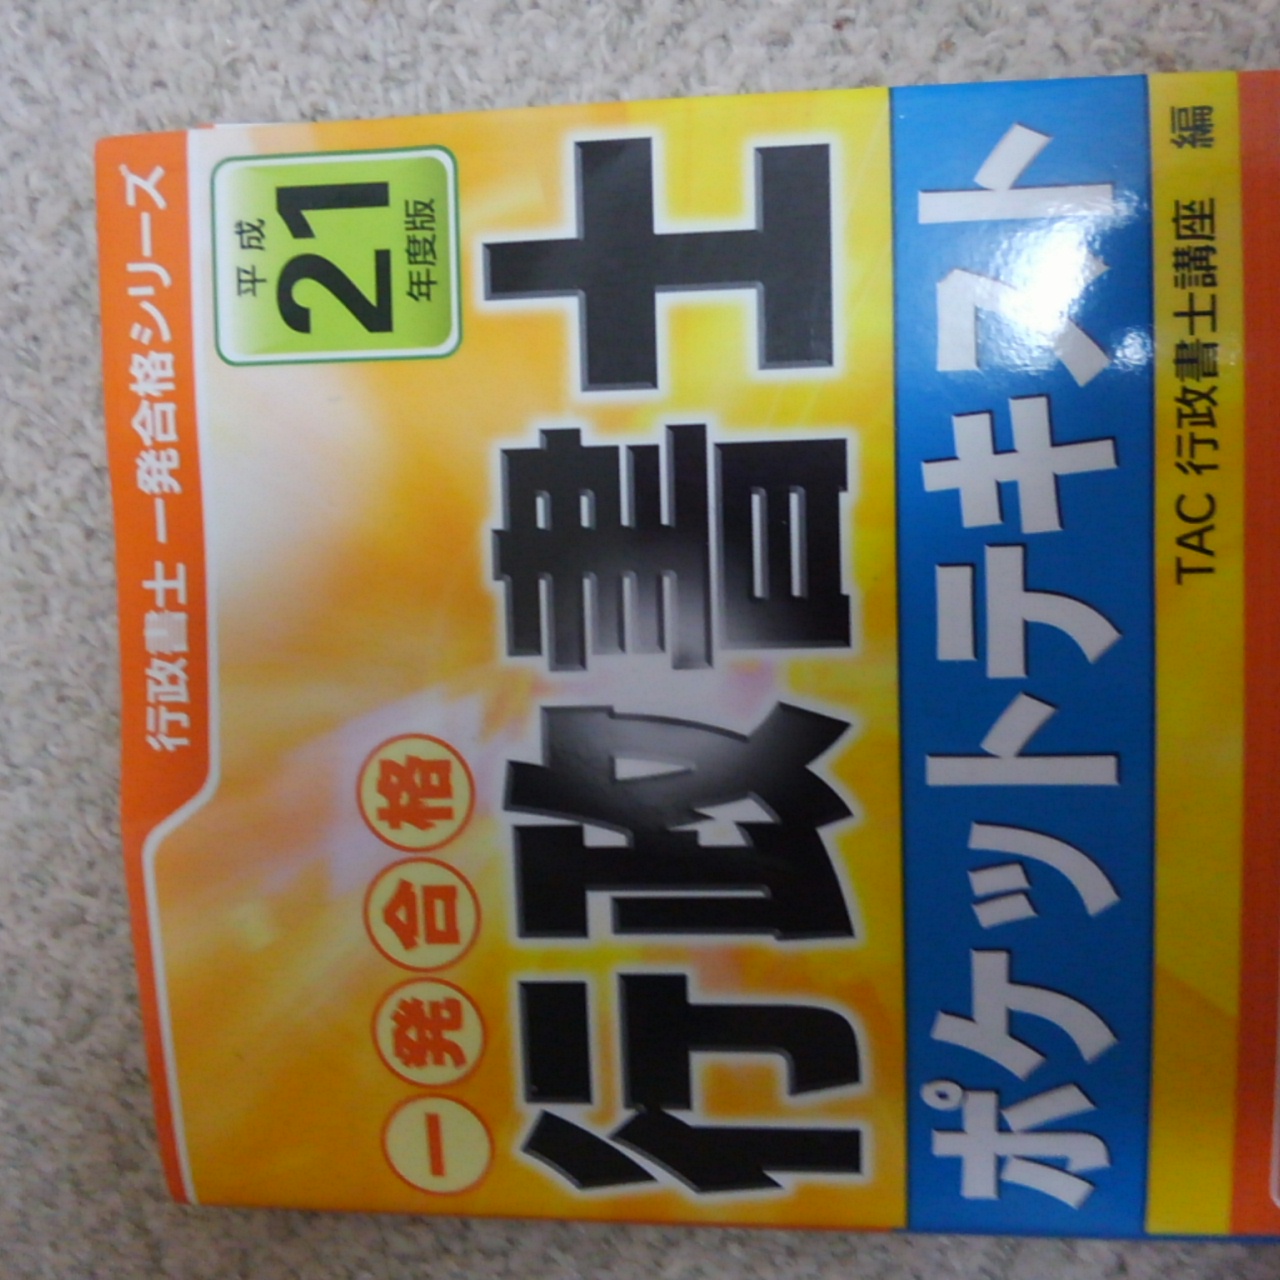 行政書士 一発合格シリーズ
平成
21
年度版
一発合格
行政書士
ポケットテキスト
TAC 行政書士講座 編